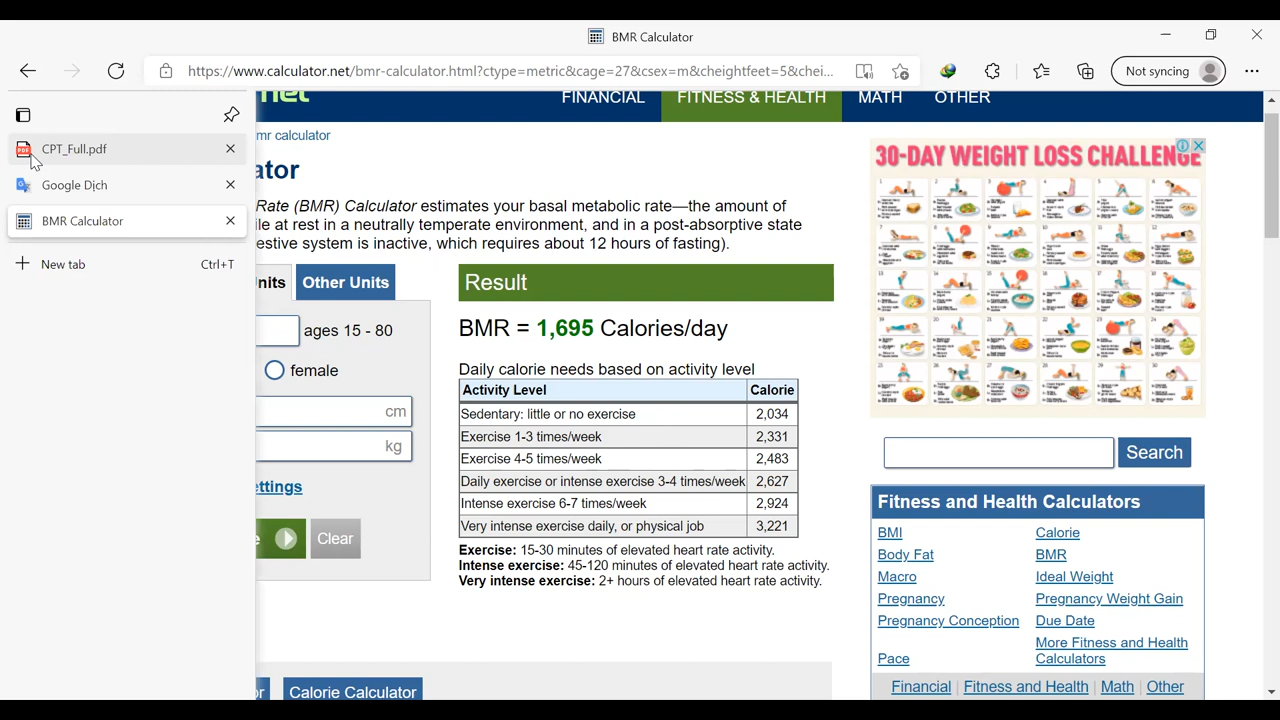 BMR Calculator
https://www.calculator.net/bmr-calculator.html?ctype=metric&cage=27&csex=m&cheightfeet=5&chei...
Not syncing
CPT_Full.pdf
Google Dịch
BMR Calculator
New tab
Ctrl+T
net
FINANCIAL
FITNESS & HEALTH
MATH
OTHER
mr calculator
ator
Rate (BMR) Calculator estimates your basal metabolic rate—the amount of
ile at rest in a neutrally temperate environment, and in a post-absorptive state
estive system is inactive, which requires about 12 hours of fasting).
Units
Other Units
ages 15 - 80
female
cm
kg
ettings
e
Clear
Result
BMR = 1,695 Calories/day
Daily calorie needs based on activity level
Activity Level Calorie
Sedentary: little or no exercise 2,034
Exercise 1-3 times/week 2,331
Exercise 4-5 times/week 2,483
Daily exercise or intense exercise 3-4 times/week 2,627
Intense exercise 6-7 times/week 2,924
Very intense exercise daily, or physical job 3,221
Exercise: 15-30 minutes of elevated heart rate activity.
Intense exercise: 45-120 minutes of elevated heart rate activity.
Very intense exercise: 2+ hours of elevated heart rate activity.
or
Calorie Calculator
30-DAY WEIGHT LOSS CHALLENGE
Search
Fitness and Health Calculators
BMI Calorie
Body Fat BMR
Macro Ideal Weight
Pregnancy Pregnancy Weight Gain
Pregnancy Conception Due Date
Pace More Fitness and Health
Calculators
Financial | Fitness and Health | Math | Other